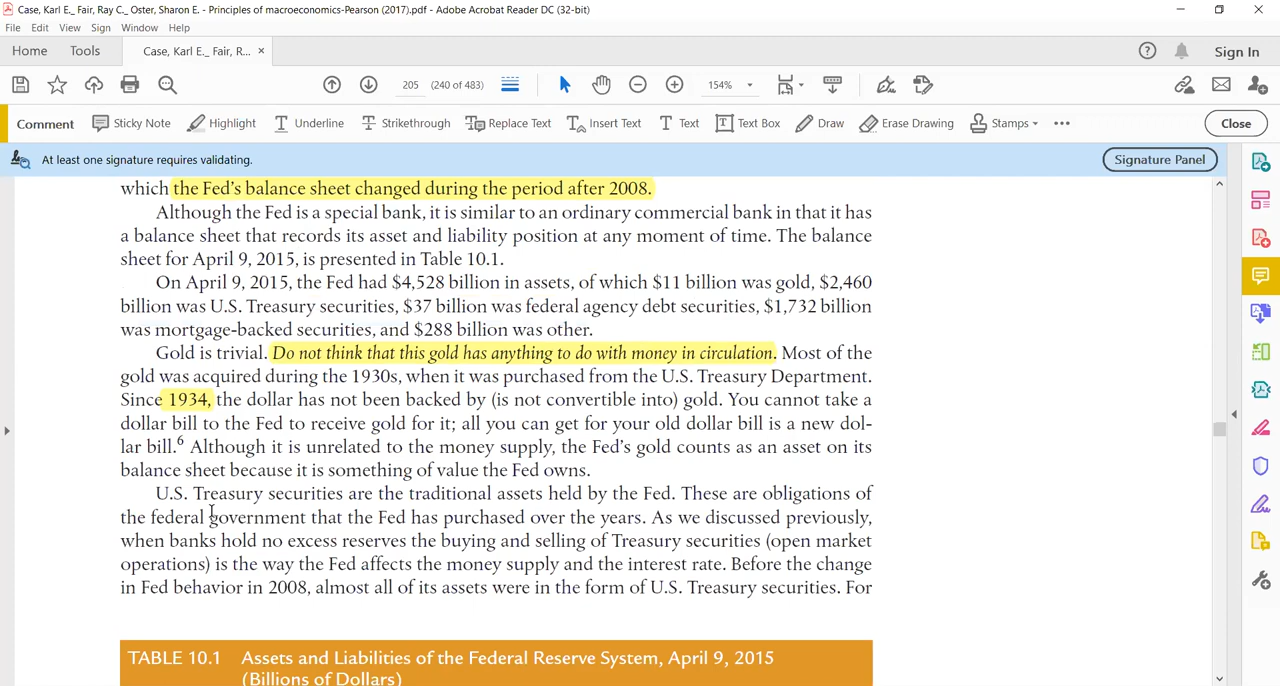 Case, Karl E._ Fair, Ray C._ Oster, Sharon E. - Principles of macroeconomics-Pearson (2017).pdf - Adobe Acrobat Reader DC (32-bit)
File Edit View Sign Window Help
Home Tools Case, Karl E._ Fair, R... × Sign In
205 (240 of 483) 154%
Comment Sticky Note Highlight Underline Strikethrough Replace Text Insert Text Text Text Box Draw Erase Drawing Stamps ••• Close
At least one signature requires validating. Signature Panel
which the Fed's balance sheet changed during the period after 2008.
Although the Fed is a special bank, it is similar to an ordinary commercial bank in that it has
a balance sheet that records its asset and liability position at any moment of time. The balance
sheet for April 9, 2015, is presented in Table 10.1.
On April 9, 2015, the Fed had $4,528 billion in assets, of which $11 billion was gold, $2,460
billion was U.S. Treasury securities, $37 billion was federal agency debt securities, $1,732 billion
was mortgage-backed securities, and $288 billion was other.
Gold is trivial. Do not think that this gold has anything to do with money in circulation. Most of the
gold was acquired during the 1930s, when it was purchased from the U.S. Treasury Department.
Since 1934, the dollar has not been backed by (is not convertible into) gold. You cannot take a
dollar bill to the Fed to receive gold for it; all you can get for your old dollar bill is a new dol-
lar bill.⁶ Although it is unrelated to the money supply, the Fed's gold counts as an asset on its
balance sheet because it is something of value the Fed owns.
U.S. Treasury securities are the traditional assets held by the Fed. These are obligations of
the federal government that the Fed has purchased over the years. As we discussed previously,
when banks hold no excess reserves the buying and selling of Treasury securities (open market
operations) is the way the Fed affects the money supply and the interest rate. Before the change
in Fed behavior in 2008, almost all of its assets were in the form of U.S. Treasury securities. For
TABLE 10.1 Assets and Liabilities of the Federal Reserve System, April 9, 2015
(Billions of Dollars)